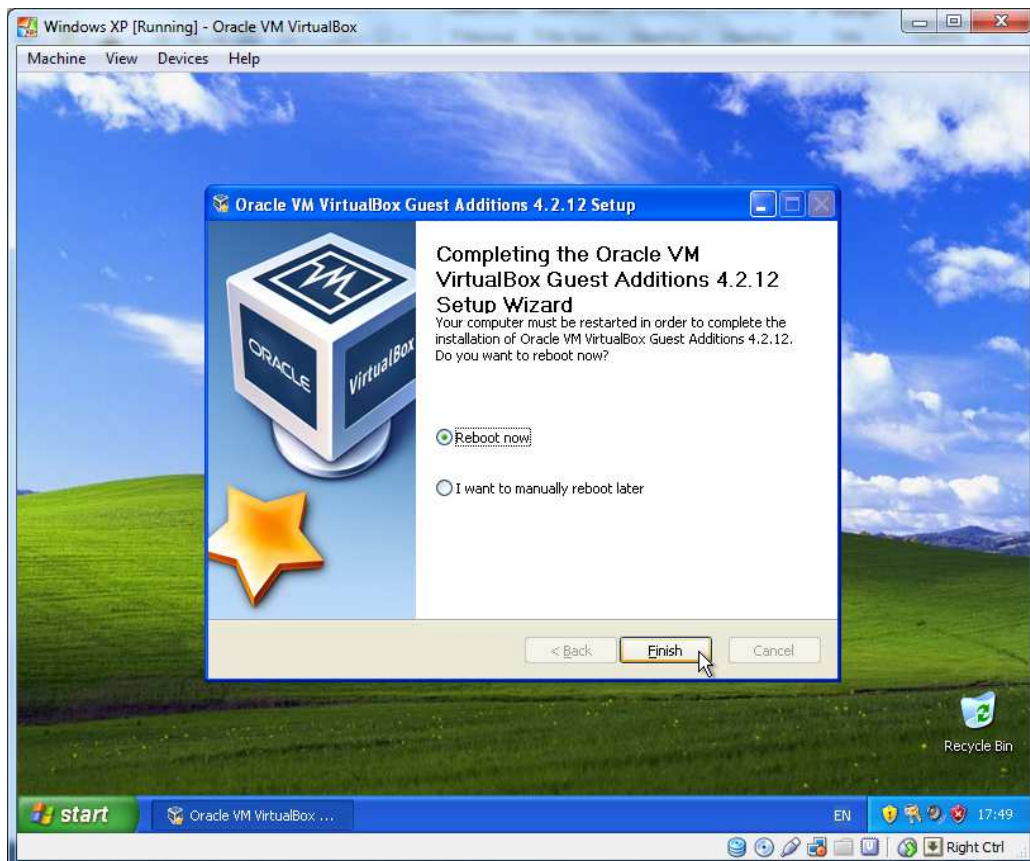 Windows XP [Running] - Oracle VM VirtualBox
Machine View Devices Help
Oracle VM VirtualBox Guest Additions 4.2.12 Setup
Completing the Oracle VM
VirtualBox Guest Additions 4.2.12
Setup Wizard
Your computer must be restarted in order to complete the
installation of Oracle VM VirtualBox Guest Additions 4.2.12.
Do you want to reboot now?
ORACLE
VirtualBox
Reboot now
I want to manually reboot later
< Back Finish Cancel
Recycle Bin
start Oracle VM VirtualBox ... EN 17:49
Right Ctrl